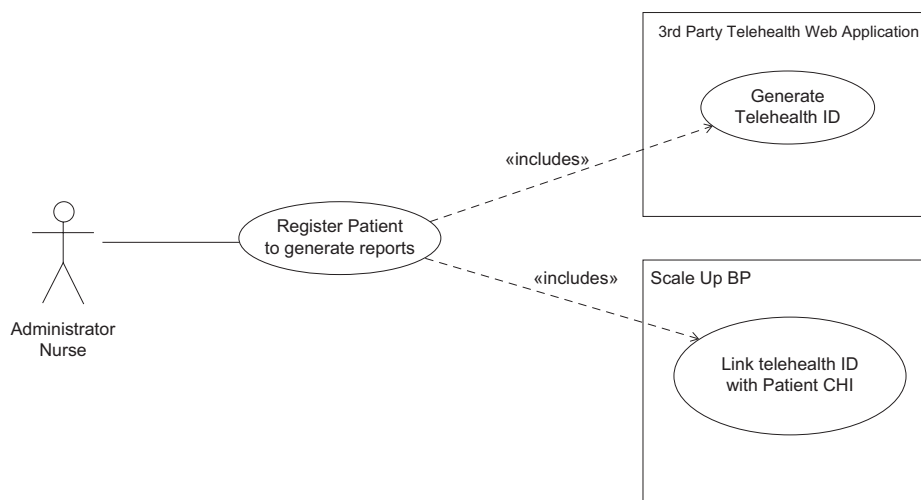 3rd Party Telehealth Web Application
Generate
Telehealth ID
«includes»
Register Patient
to generate reports
«includes»
Scale Up BP
Administrator
Nurse
Link telehealth ID
with Patient CHI